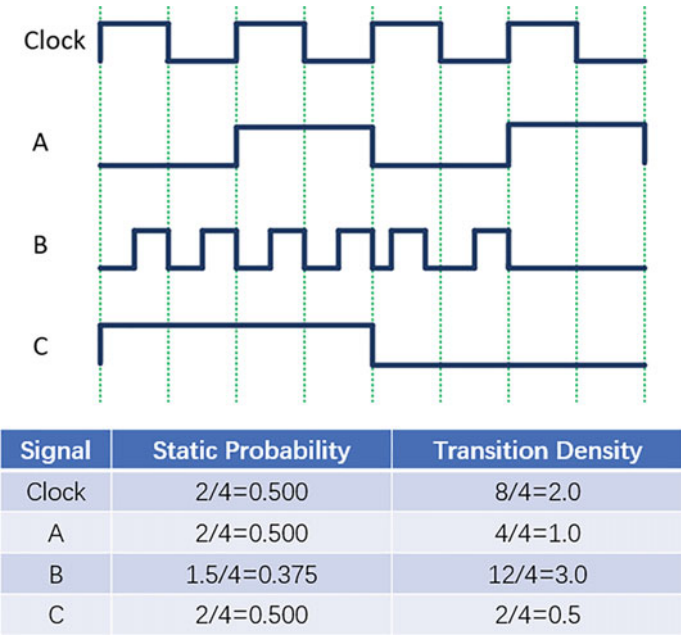 Clock
A
B
C
Signal Static Probability Transition Density
Clock 2/4=0.500 8/4=2.0
A 2/4=0.500 4/4=1.0
B 1.5/4=0.375 12/4=3.0
C 2/4=0.500 2/4=0.5